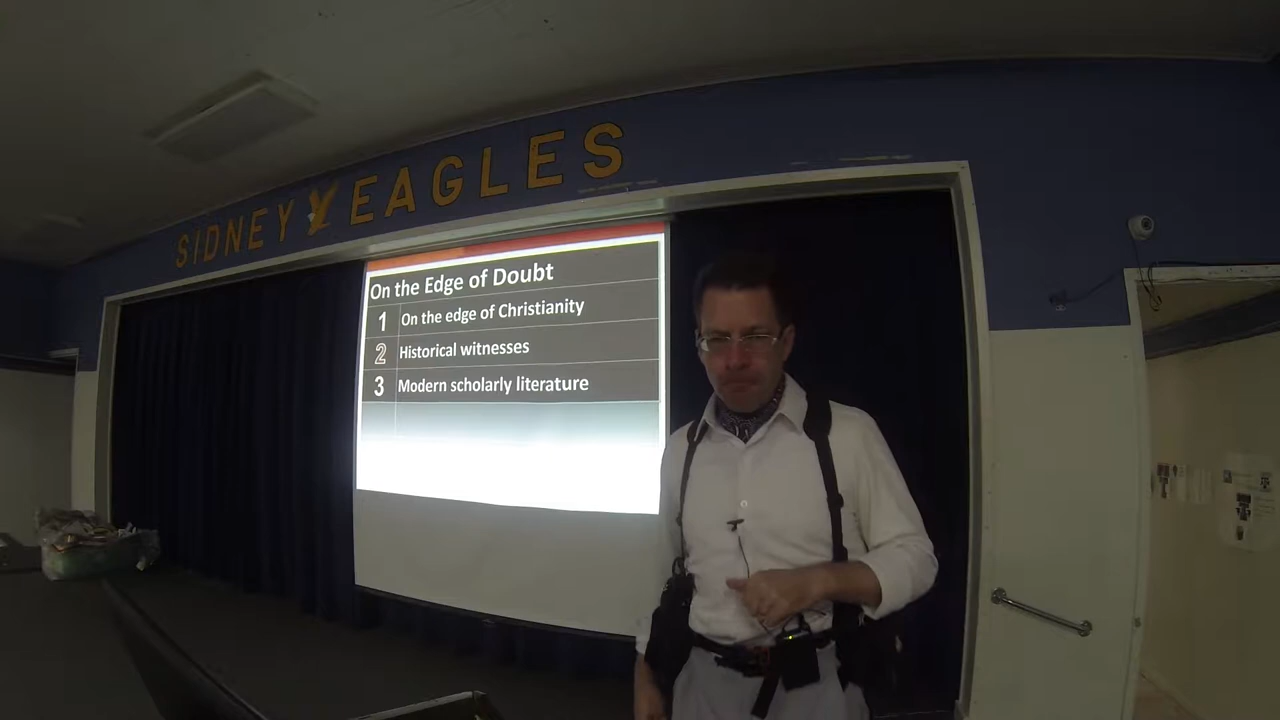 SIDNEY EAGLES
On the Edge of Doubt
1 On the edge of Christianity
2 Historical witnesses
3 Modern scholarly literature